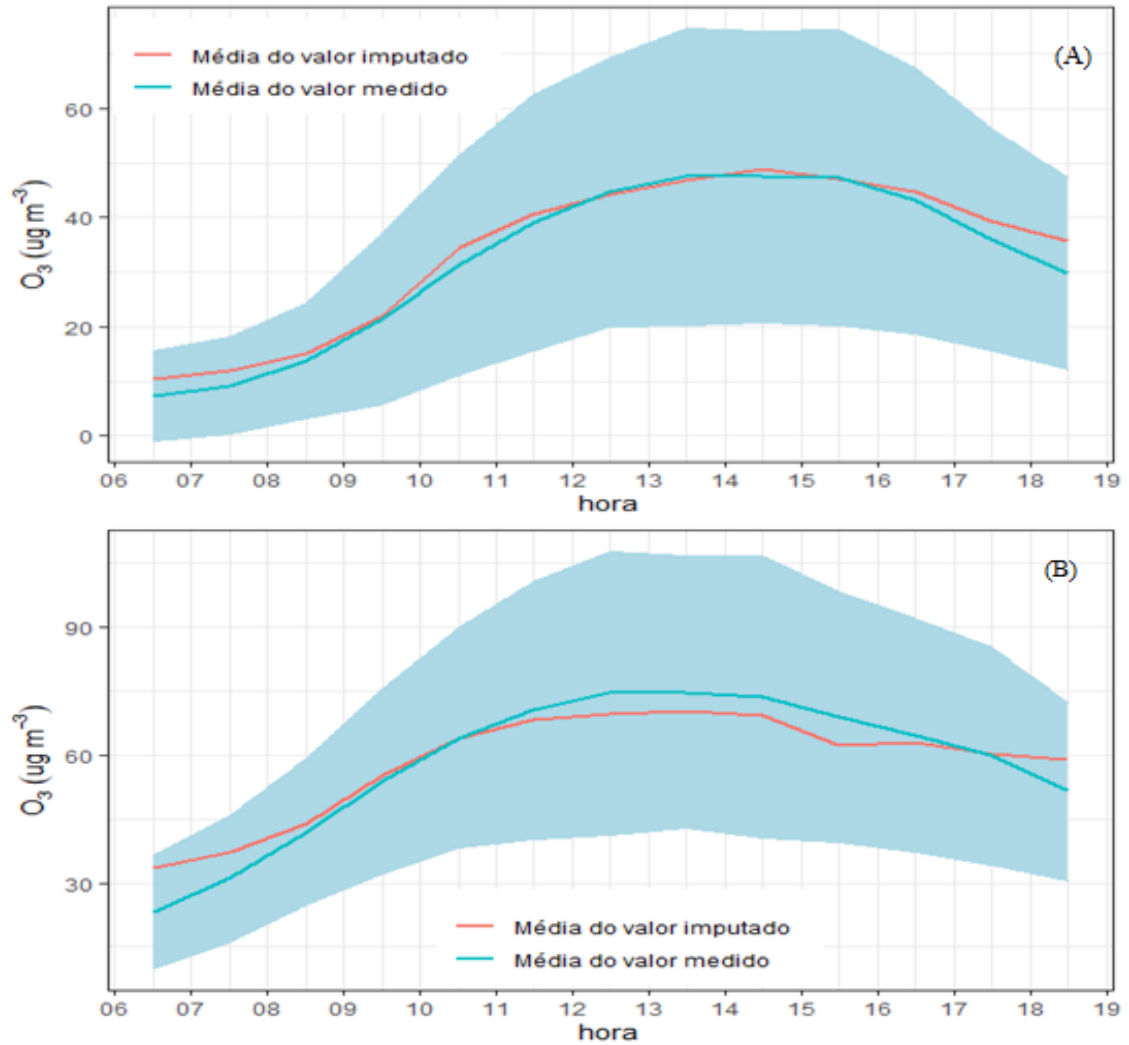 (A)
Média do valor imputado
Média do valor medido
O₃ (ug m⁻³)
60
40
20
0
06 07 08 09 10 11 12 13 14 15 16 17 18 19
hora
(B)
O₃ (ug m⁻³)
90
60
30
Média do valor imputado
Média do valor medido
06 07 08 09 10 11 12 13 14 15 16 17 18 19
hora